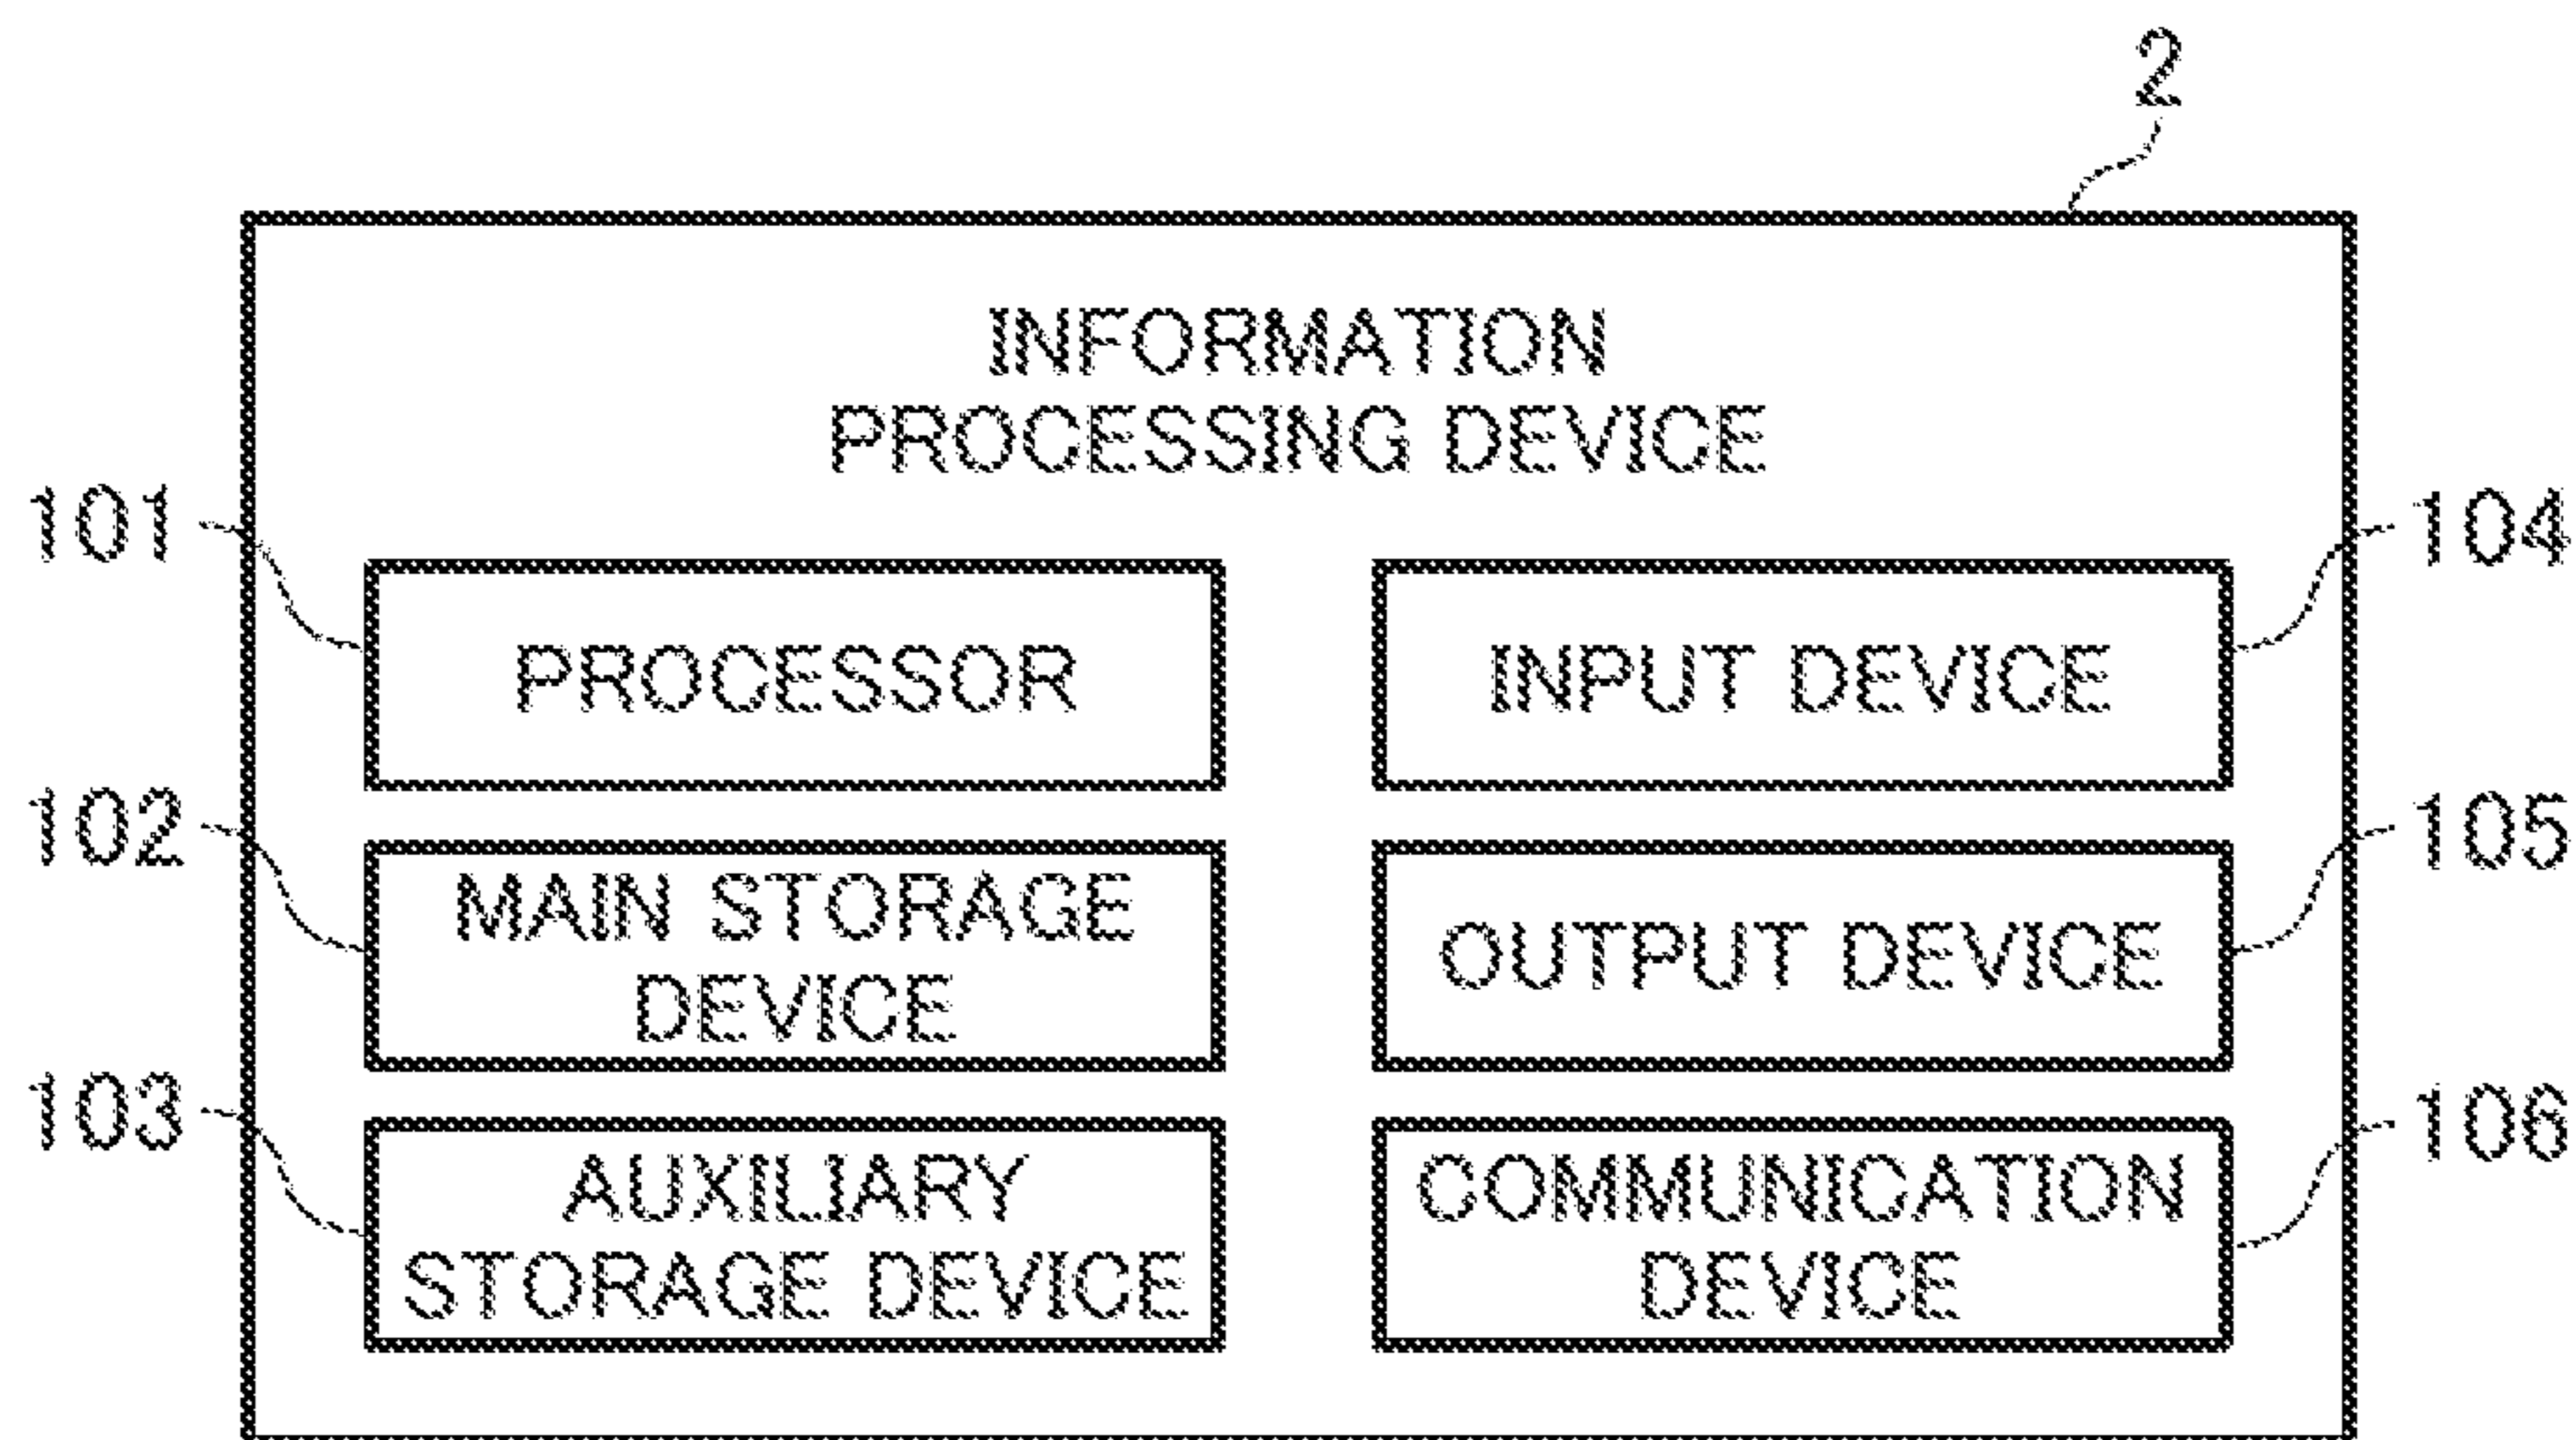 2
INFORMATION
PROCESSING DEVICE
101
PROCESSOR
104
INPUT DEVICE
102
MAIN STORAGE
DEVICE
105
OUTPUT DEVICE
103
AUXILIARY
STORAGE DEVICE
106
COMMUNICATION
DEVICE